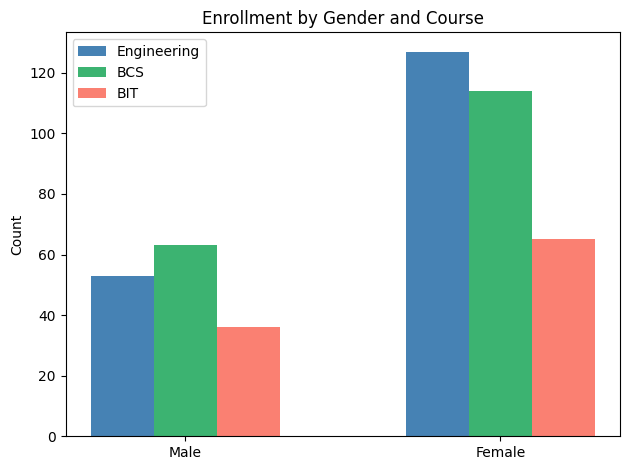 Enrollment by Gender and Course
Engineering
BCS
BIT
Count
120
100
80
60
40
20
0
Male
Female